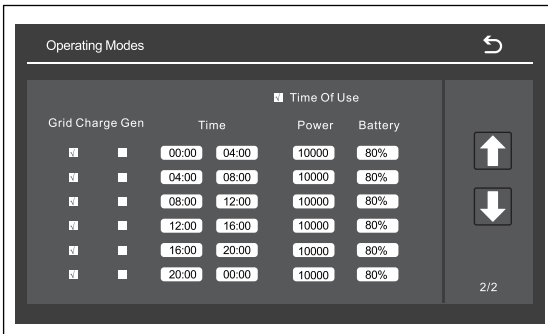 Operating Modes
Time Of Use
Grid Charge Gen Time Power Battery
00:00 04:00 10000 80%
04:00 08:00 10000 80%
08:00 12:00 10000 80%
12:00 16:00 10000 80%
16:00 20:00 10000 80%
20:00 00:00 10000 80%
2/2